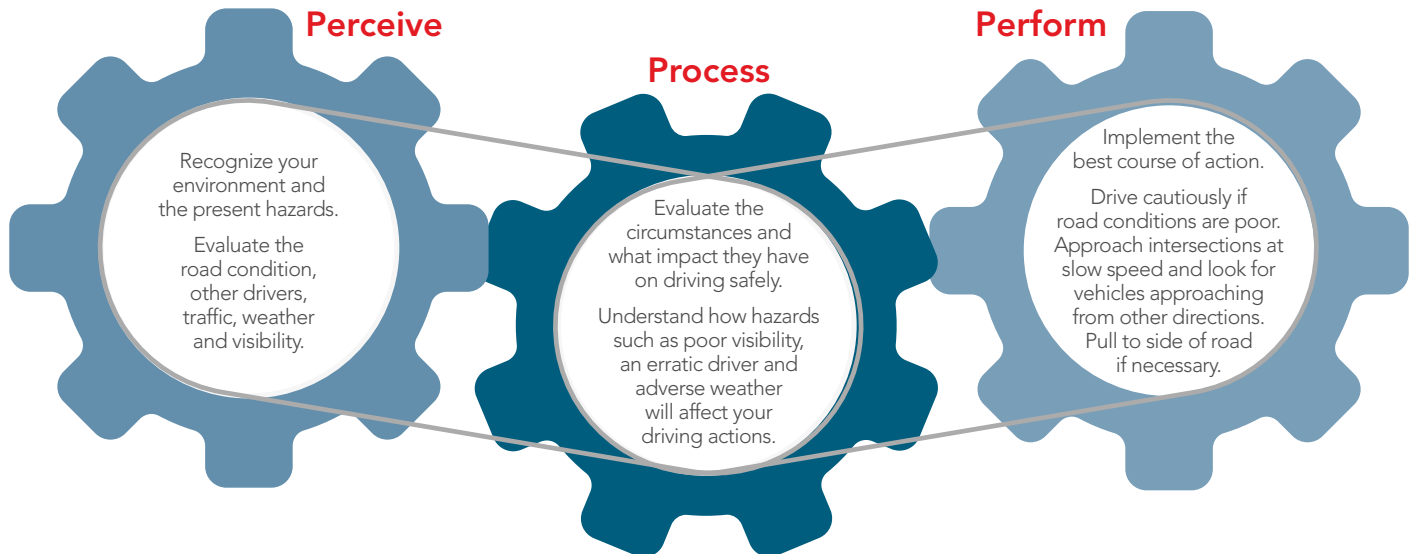 Perceive
Recognize your
environment and
the present hazards.
Evaluate the
road condition,
other drivers,
traffic, weather
and visibility.
Process
Evaluate the
circumstances and
what impact they have
on driving safely.
Understand how hazards
such as poor visibility,
an erratic driver and
adverse weather
will affect your
driving actions.
Perform
Implement the
best course of action.
Drive cautiously if
road conditions are poor.
Approach intersections at
slow speed and look for
vehicles approaching
from other directions.
Pull to side of road
if necessary.